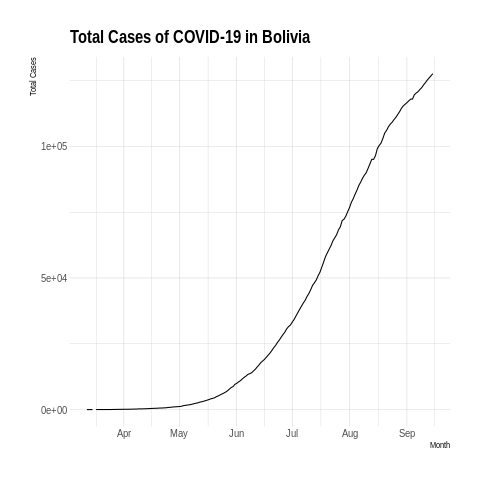 Total Cases of COVID-19 in Bolivia
Total Cases
1e+05
5e+04
0e+00
Apr May Jun Jul Aug Sep
Month